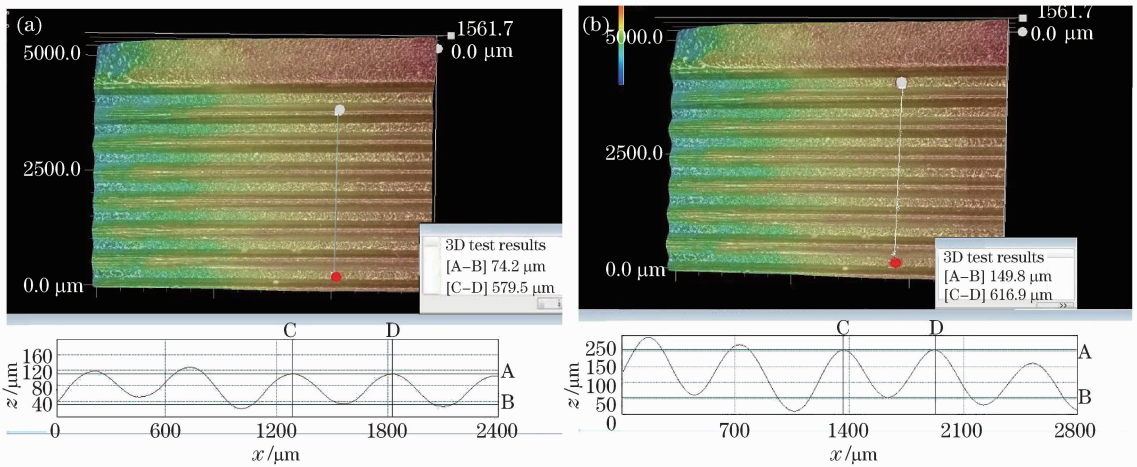 (a)
1561.7
5000.0
0.0 μm
2500.0
0.0 μm
3D test results
[A−B] 74.2 μm
[C−D] 579.5 μm
C D
160
120
80
40
z/μm
A
B
0 600 1200 1800 2400
x/μm
(b)
1561.7
5000.0
0.0 μm
2500.0
0.0 μm
3D test results
[A−B] 149.8 μm
[C−D] 616.9 μm
>>
C D
250
150
100
50
0
z/μm
A
B
700 1400 2100 2800
x/μm